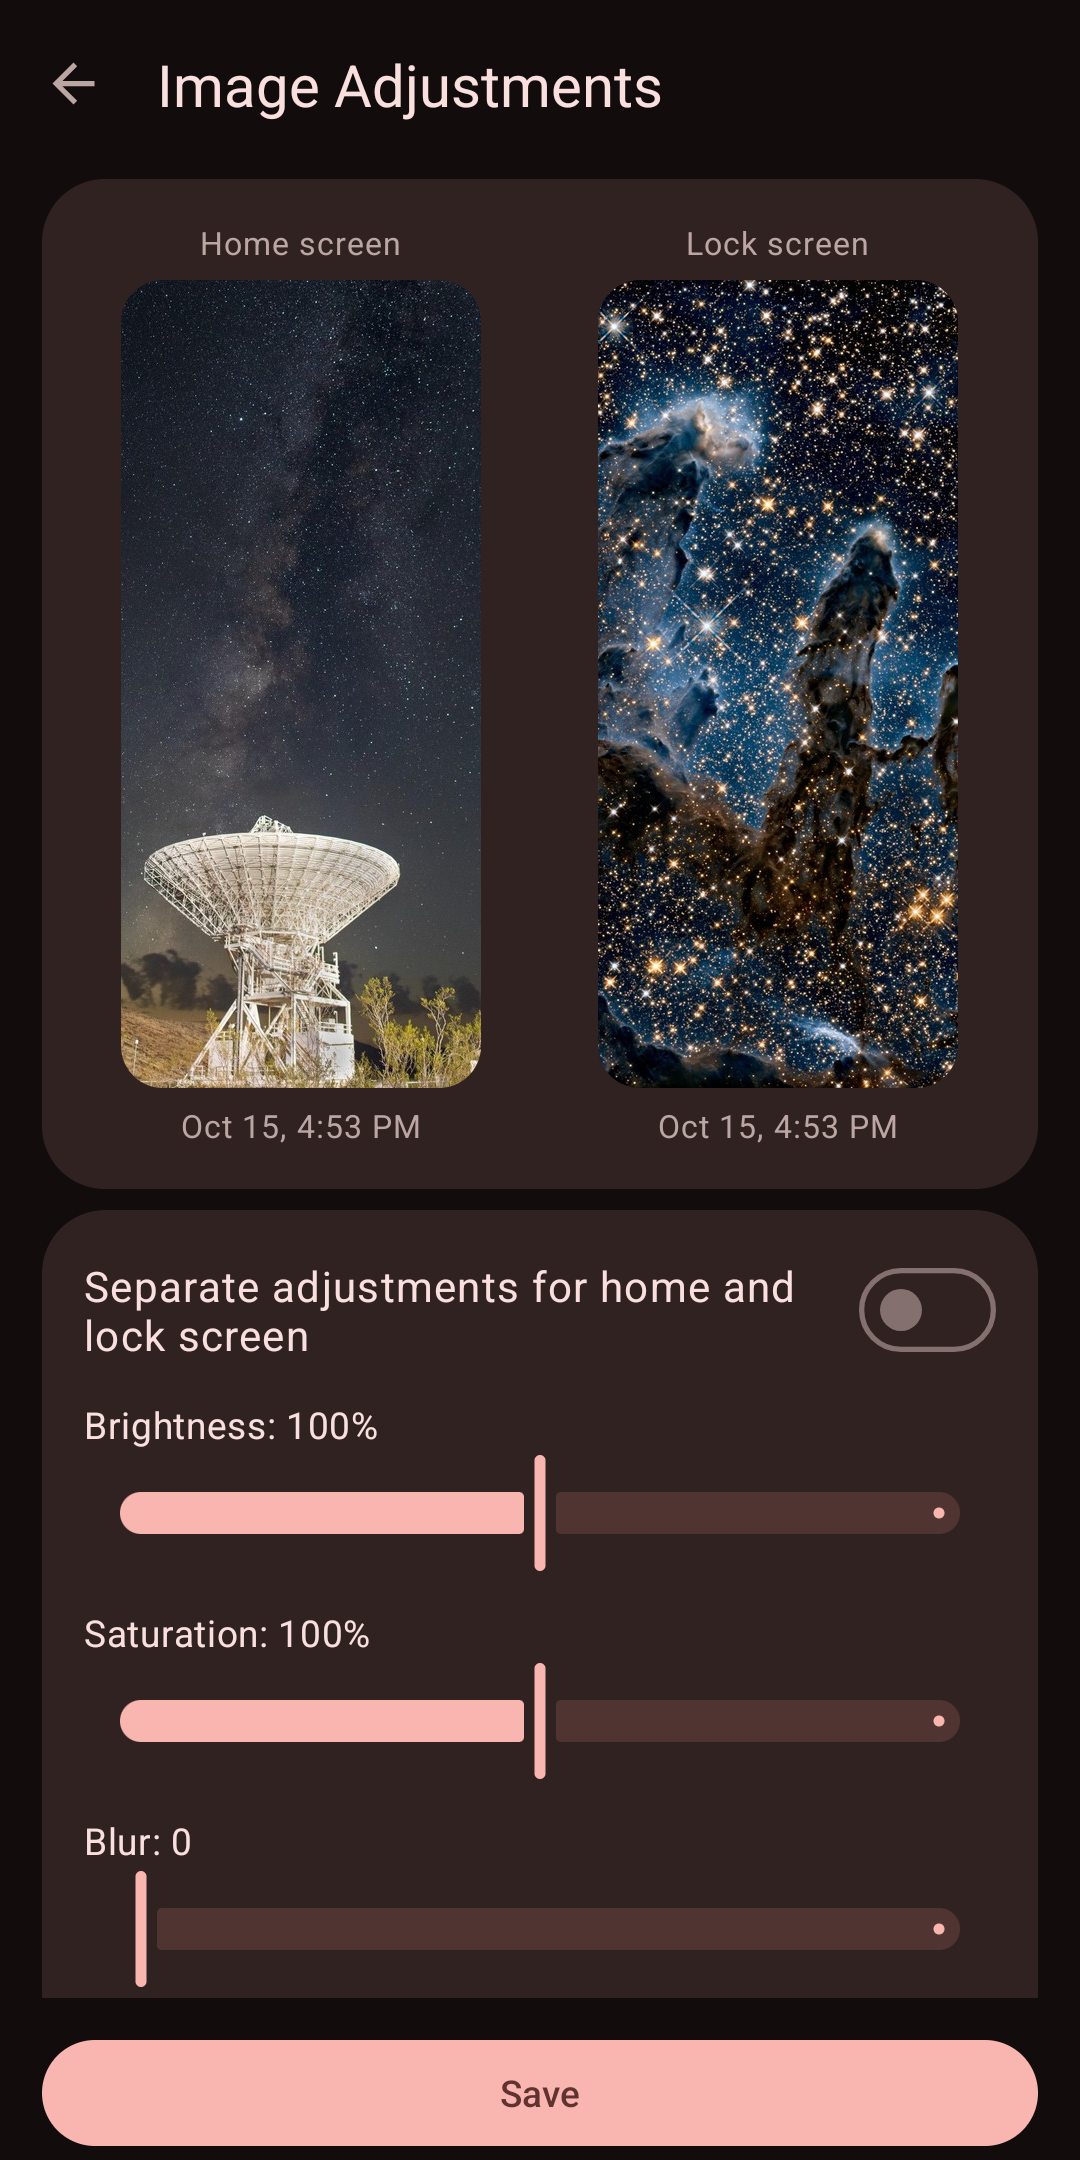 Image Adjustments
Home screen
Lock screen
Oct 15, 4:53 PM
Oct 15, 4:53 PM
Separate adjustments for home and
lock screen
Brightness: 100%
Saturation: 100%
Blur: 0
Save